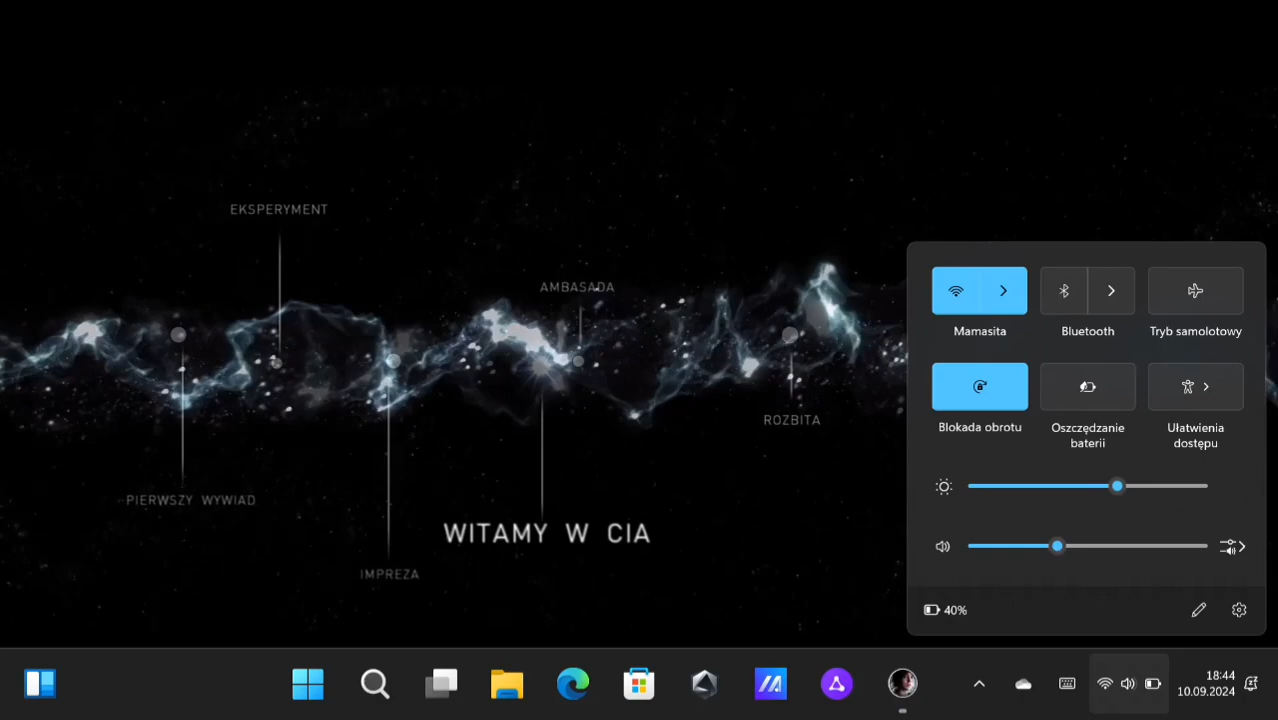 EKSPERYMENT
AMBASADA
ROZBITA
PIERWSZY WYWIAD
WITAMY W CIA
IMPREZA
Mamasita
Bluetooth
Tryb samolotowy
Blokada obrotu
Oszczędzanie
baterii
Ułatwienia
dostępu
40%
18:44
10.09.2024